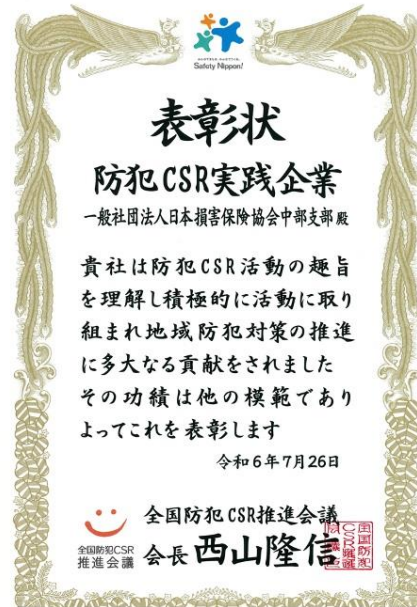 Safety Nippon!
表彰状
防犯CSR実践企業
一般社団法人日本損害保険協会中部支部 殿
貴社は防犯CSR活動の趣旨
を理解し積極的に活動に取り
組まれ地域防犯対策の推進
に多大なる貢献をされました
その功績は他の模範であり
よってこれを表彰します
令和6年7月26日
全国防犯CSR推進会議
会長 西山隆信
全国防犯CSR
推進会議